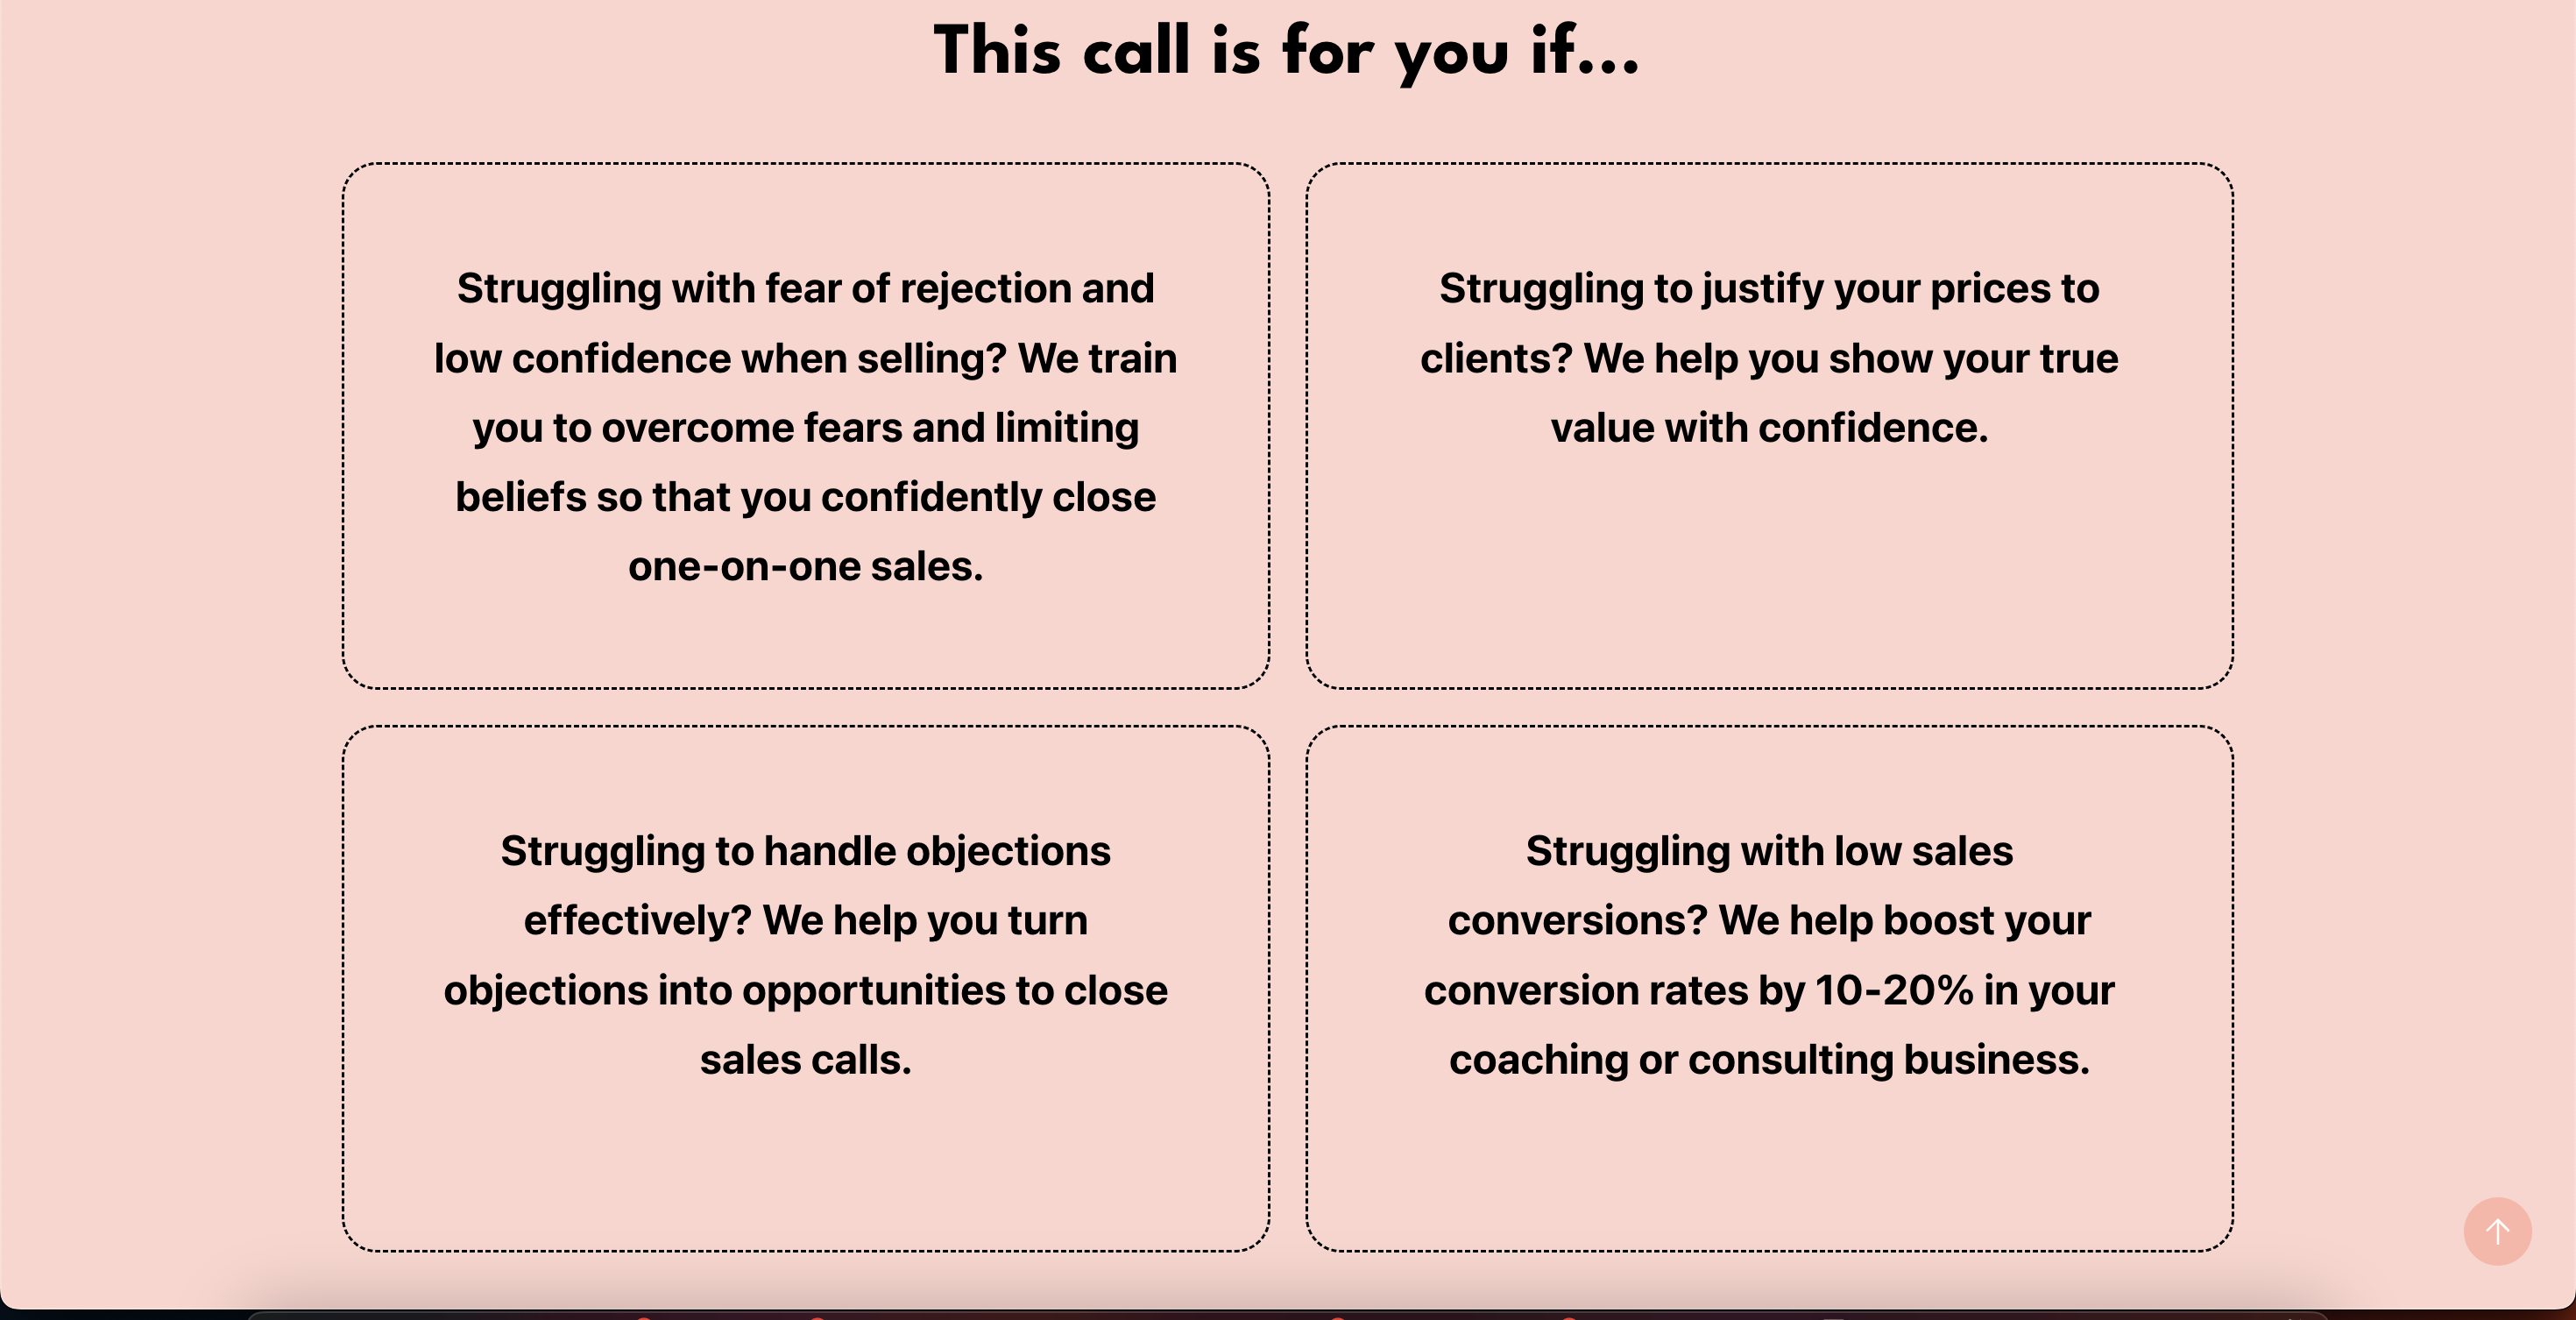 This call is for you if...
Struggling with fear of rejection and
low confidence when selling? We train
you to overcome fears and limiting
beliefs so that you confidently close
one-on-one sales.
Struggling to justify your prices to
clients? We help you show your true
value with confidence.
Struggling to handle objections
effectively? We help you turn
objections into opportunities to close
sales calls.
Struggling with low sales
conversions? We help boost your
conversion rates by 10-20% in your
coaching or consulting business.